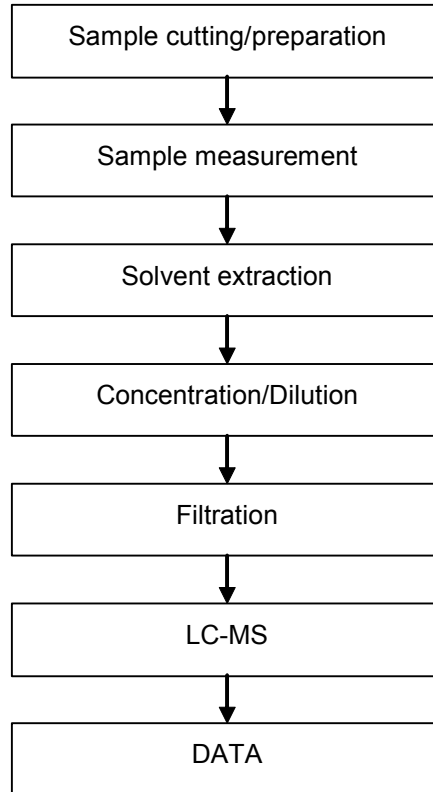 Sample cutting/preparation
Sample measurement
Solvent extraction
Concentration/Dilution
Filtration
LC-MS
DATA